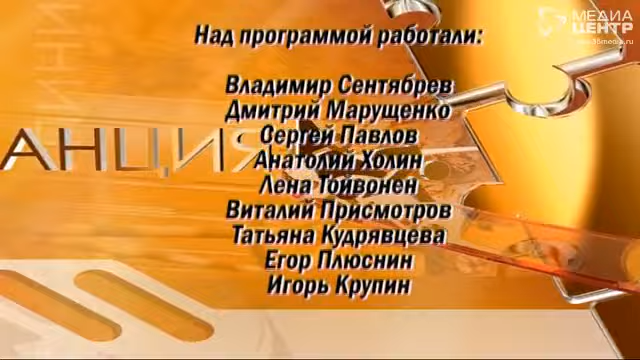 МЕДИА
ЦЕНТР
Над программой работали:
Владимир Сентябрев
Дмитрий Марущенко
Сергей Павлов
Анатолий Холин
Лена Тойвонен
Виталий Присмотров
Татьяна Кудрявцева
Егор Плюснин
Игорь Крупин
АНЦИЯ